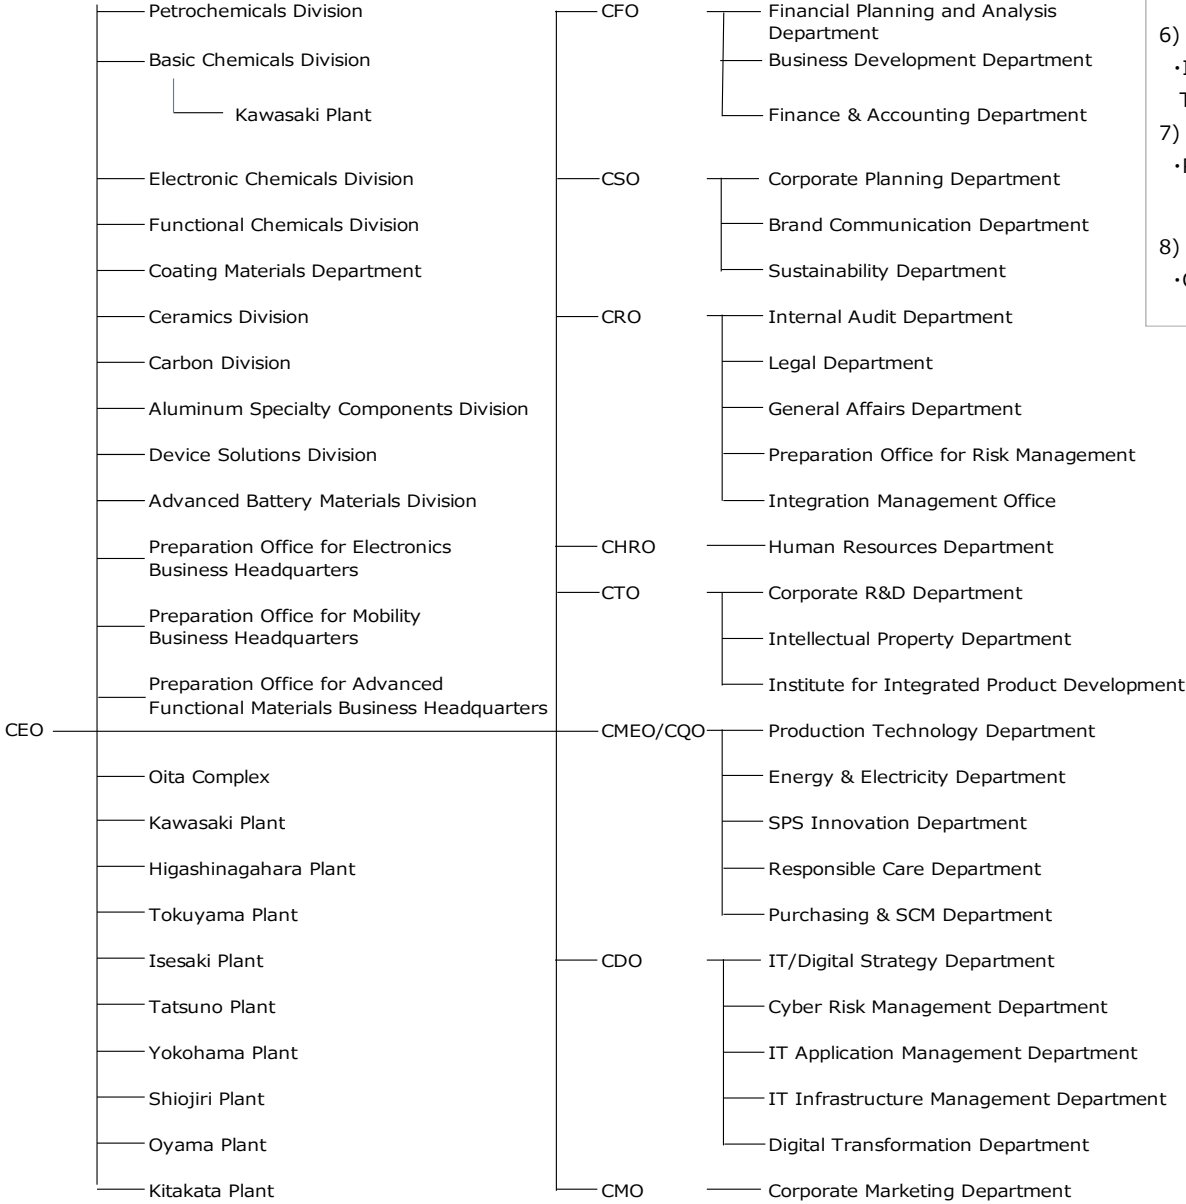 Petrochemicals Division
Basic Chemicals Division
Kawasaki Plant
Electronic Chemicals Division
Functional Chemicals Division
Coating Materials Department
Ceramics Division
Carbon Division
Aluminum Specialty Components Division
Device Solutions Division
Advanced Battery Materials Division
Preparation Office for Electronics
Business Headquarters
Preparation Office for Mobility
Business Headquarters
Preparation Office for Advanced
Functional Materials Business Headquarters
CEO
Oita Complex
Kawasaki Plant
Higashinagahara Plant
Tokuyama Plant
Isesaki Plant
Tatsuno Plant
Yokohama Plant
Shiojiri Plant
Oyama Plant
Kitakata Plant
CFO
Financial Planning and Analysis
Department
Business Development Department
Finance & Accounting Department
CSO
Corporate Planning Department
Brand Communication Department
Sustainability Department
CRO
Internal Audit Department
Legal Department
General Affairs Department
Preparation Office for Risk Management
Integration Management Office
CHRO
Human Resources Department
CTO
Corporate R&D Department
Intellectual Property Department
Institute for Integrated Product Development
CMEO/CQO
Production Technology Department
Energy & Electricity Department
SPS Innovation Department
Responsible Care Department
Purchasing & SCM Department
CDO
IT/Digital Strategy Department
Cyber Risk Management Department
IT Application Management Department
IT Infrastructure Management Department
Digital Transformation Department
CMO
Corporate Marketing Department
6)
7)
8)